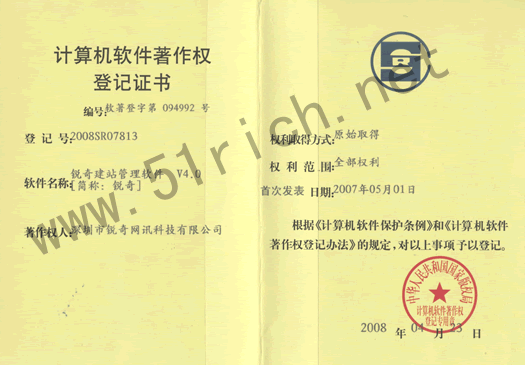 计算机软件著作权
登记证书
编号:软著登字第 094992 号
登 记 号:2008SR07813
软件名称:锐奇建站管理软件 V4.0
[简称:锐奇]
著作权人:深圳市锐奇网讯科技有限公司
权利取得方式:原始取得
权 利 范 围:全部权利
首次发表 日期:2007年05月01日
根据《计算机软件保护条例》和《计算机软件
著作权登记办法》的规定,对以上事项予以登记。
中华人民共和国国家版权局
计算机软件著作权
登记专用章
2008 年 04 月 23 日
www.51rich.net